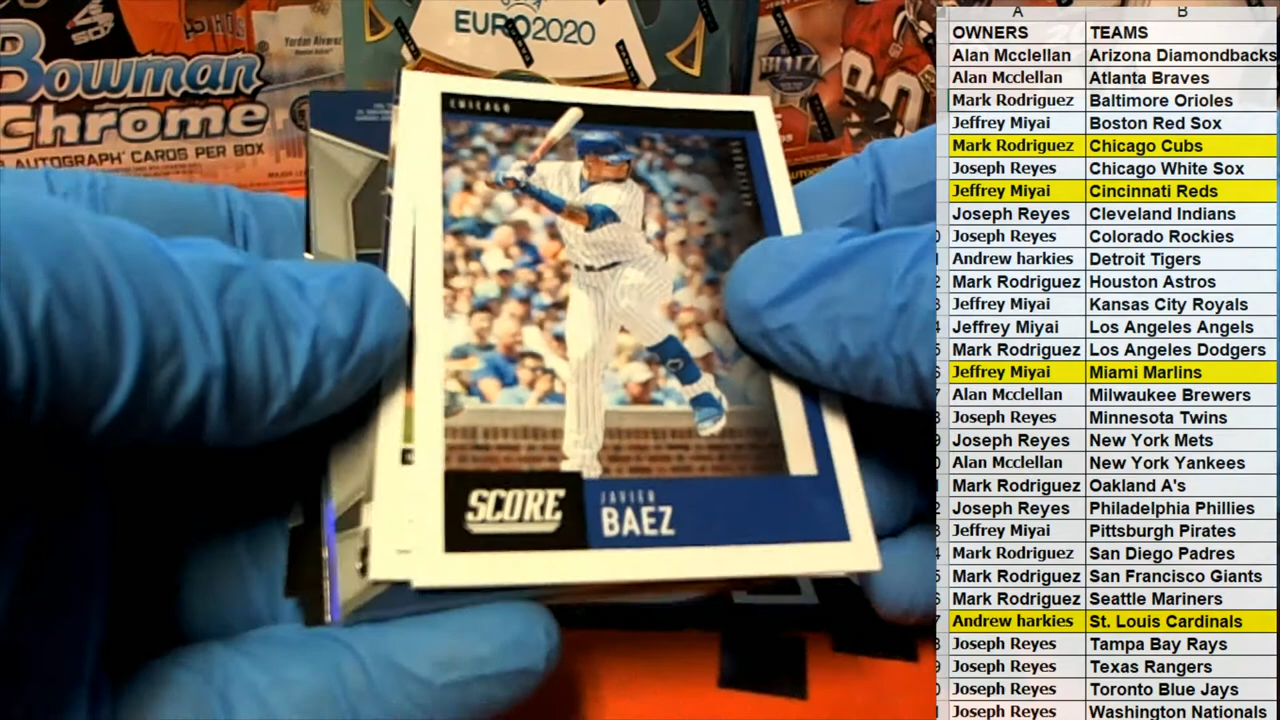 EURO2020
Bowman
Chrome
AUTOGRAPH CARDS PER BOX
Yordan Alvarez
BLITZ
CHICAGO
SCORE
JAVIER
BAEZ
A B
OWNERS TEAMS
Alan Mcclellan Arizona Diamondbacks
Alan Mcclellan Atlanta Braves
Mark Rodriguez Baltimore Orioles
Jeffrey Miyai Boston Red Sox
Mark Rodriguez Chicago Cubs
Joseph Reyes Chicago White Sox
Jeffrey Miyai Cincinnati Reds
Joseph Reyes Cleveland Indians
Joseph Reyes Colorado Rockies
Andrew harkies Detroit Tigers
Mark Rodriguez Houston Astros
Jeffrey Miyai Kansas City Royals
Jeffrey Miyai Los Angeles Angels
Mark Rodriguez Los Angeles Dodgers
Jeffrey Miyai Miami Marlins
Alan Mcclellan Milwaukee Brewers
Joseph Reyes Minnesota Twins
Joseph Reyes New York Mets
Alan Mcclellan New York Yankees
Mark Rodriguez Oakland A's
Joseph Reyes Philadelphia Phillies
Jeffrey Miyai Pittsburgh Pirates
Mark Rodriguez San Diego Padres
Mark Rodriguez San Francisco Giants
Mark Rodriguez Seattle Mariners
Andrew harkies St. Louis Cardinals
Joseph Reyes Tampa Bay Rays
Joseph Reyes Texas Rangers
Joseph Reyes Toronto Blue Jays
Joseph Reyes Washington Nationals